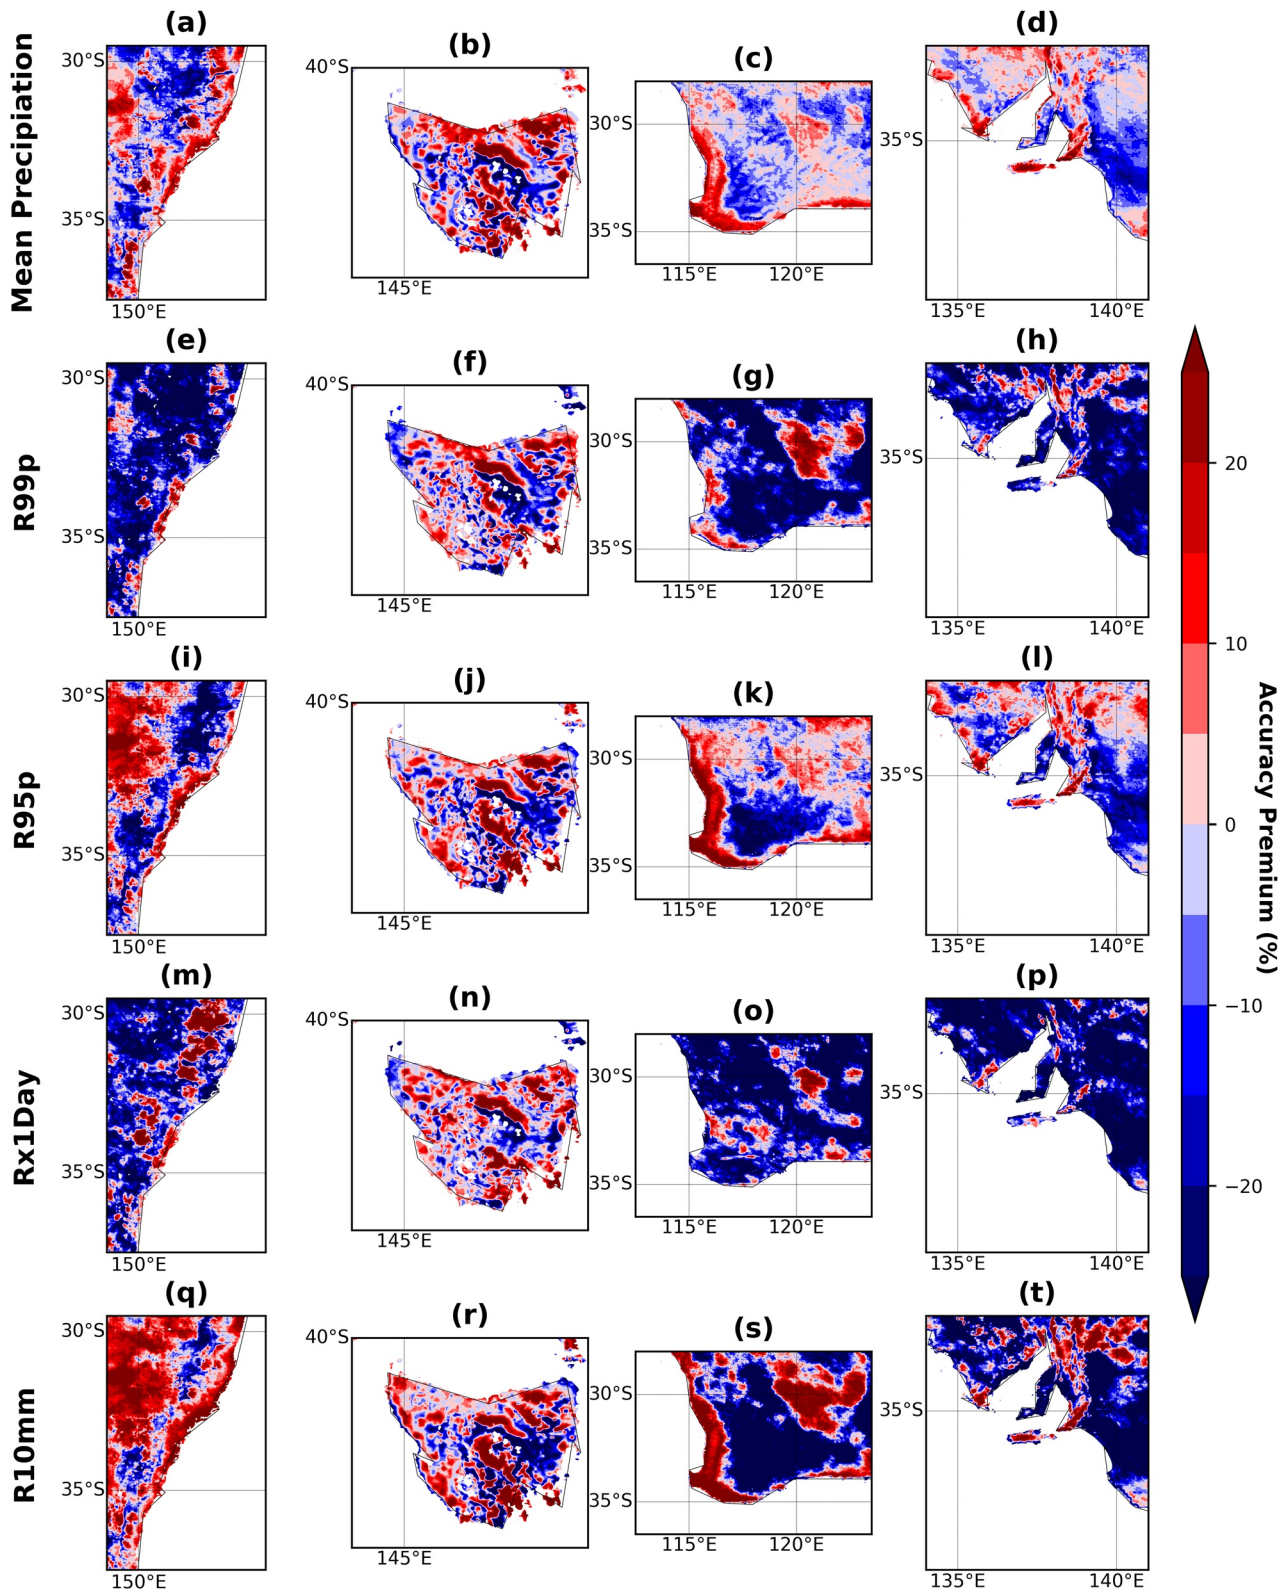 (a)
(b)
(c)
(d)
Mean Precipiation
30°S
35°S
150°E
40°S
145°E
30°S
35°S
115°E
120°E
35°S
135°E
140°E
(e)
(f)
(g)
(h)
R99p
30°S
35°S
150°E
40°S
145°E
30°S
35°S
115°E
120°E
35°S
135°E
140°E
(i)
(j)
(k)
(l)
R95p
30°S
35°S
150°E
40°S
145°E
30°S
35°S
115°E
120°E
35°S
135°E
140°E
(m)
(n)
(o)
(p)
Rx1Day
30°S
35°S
150°E
40°S
145°E
30°S
35°S
115°E
120°E
35°S
135°E
140°E
(q)
(r)
(s)
(t)
R10mm
30°S
35°S
150°E
40°S
145°E
30°S
35°S
115°E
120°E
35°S
135°E
140°E
20
10
0
−10
−20
Accuracy Premium (%)